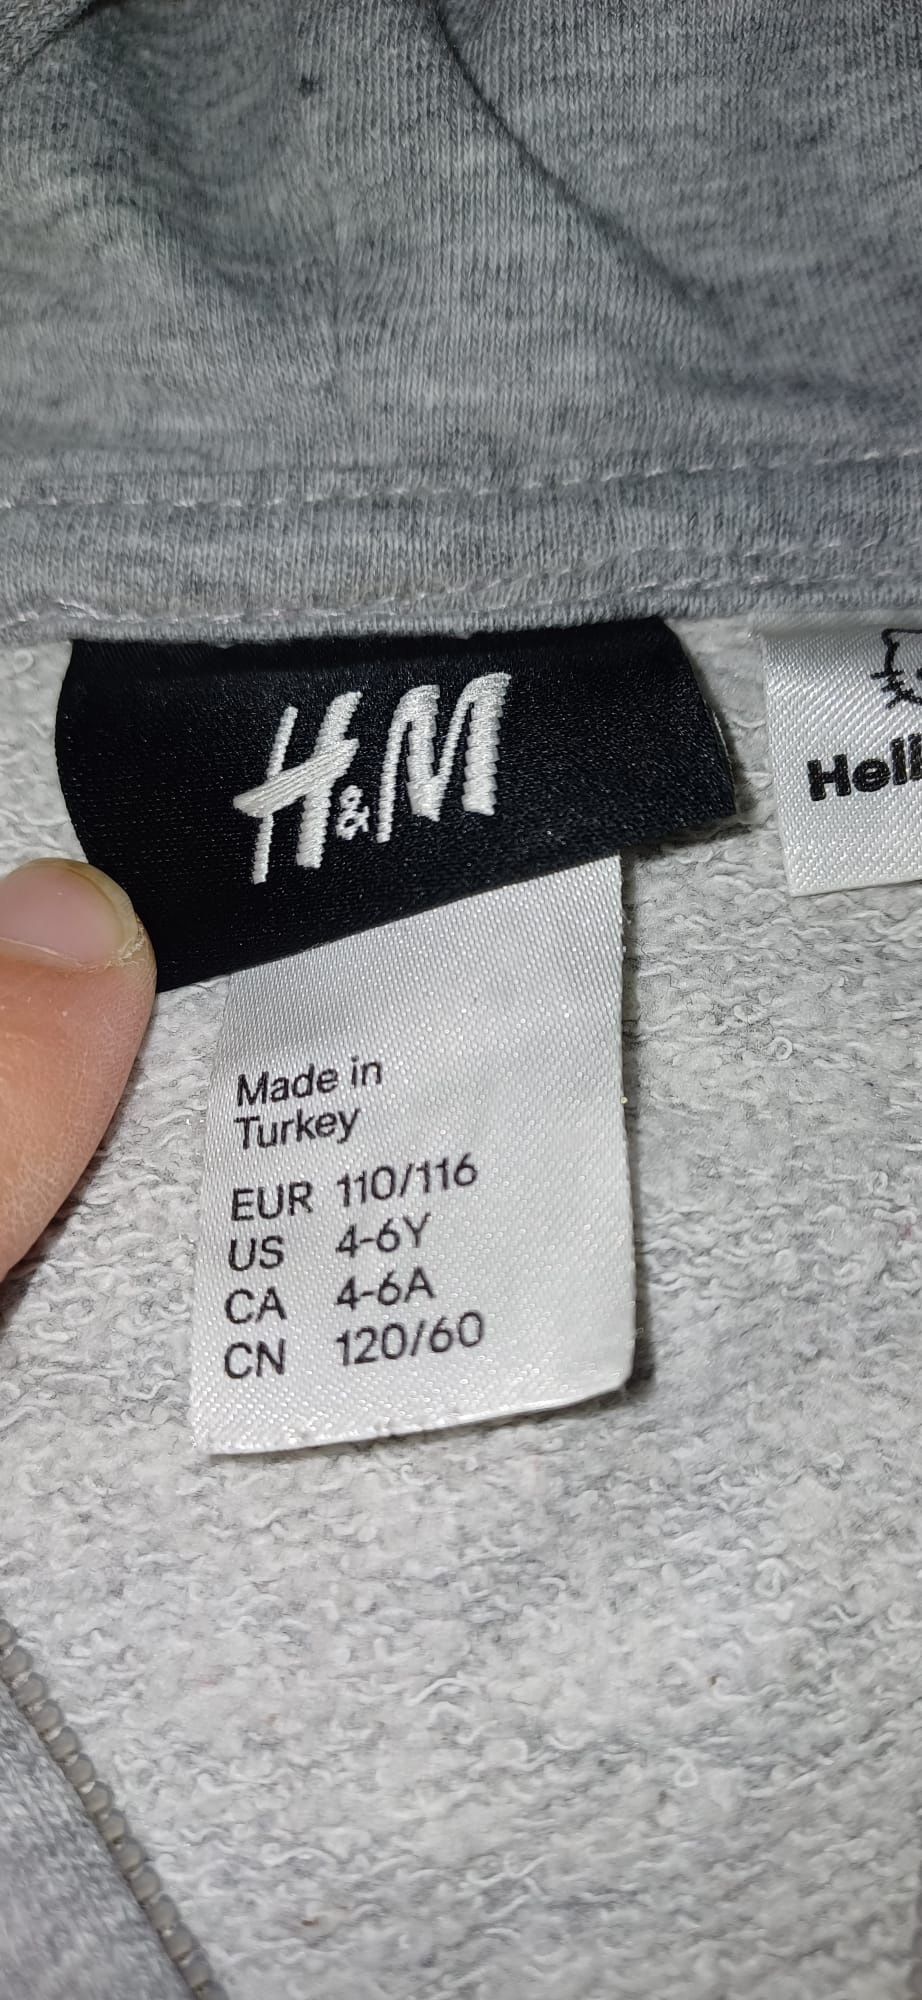 H&M
Made in
Turkey
EUR 110/116
US 4-6Y
CA 4-6A
CN 120/60